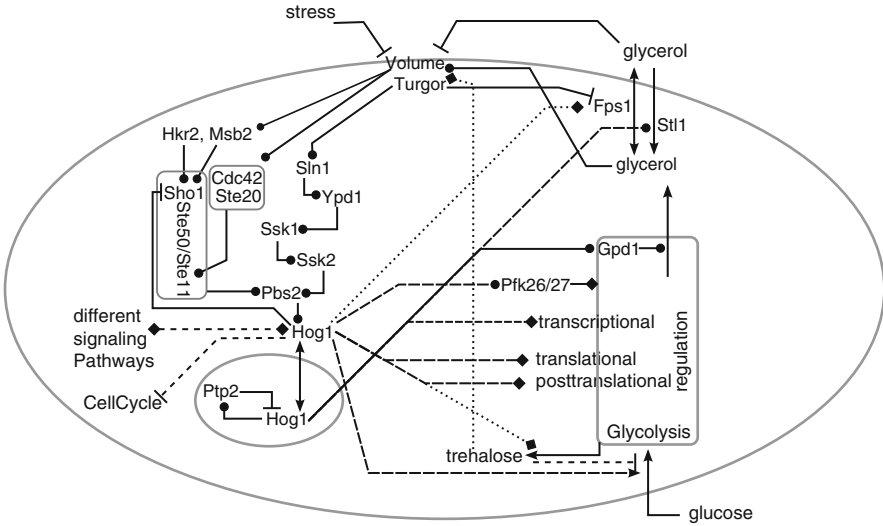 stress
glycerol
Volume
Turgor
Fps1
Stl1
Hkr2, Msb2
glycerol
Sln1
Cdc42
Ste20
Sho1
Ste50/Ste11
Ypd1
Ssk1
Ssk2
Gpd1
Pbs2
Pfk26/27
different
signaling
Pathways
Hog1
transcriptional
translational
posttranslational
regulation
CellCycle
Ptp2
Hog1
Glycolysis
trehalose
glucose